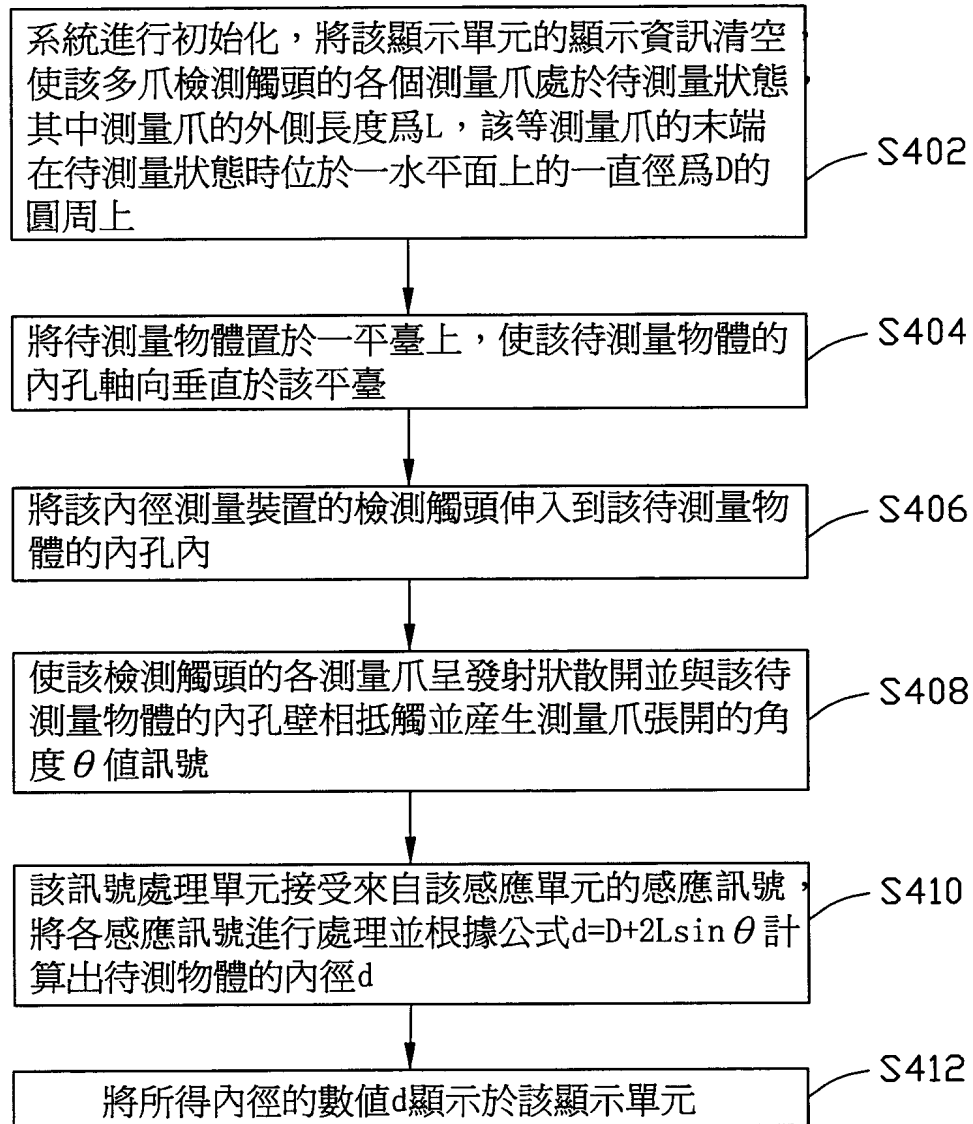 系統進行初始化，將該顯示單元的顯示資訊清空，
使該多爪檢測觸頭的各個測量爪處於待測量狀態，
其中測量爪的外側長度爲L，該等測量爪的末端
在待測量狀態時位於一水平面上的一直徑爲D的
圓周上
S402
將待測量物體置於一平臺上，使該待測量物體的
內孔軸向垂直於該平臺
S404
將該內徑測量裝置的檢測觸頭伸入到該待測量物
體的內孔內
S406
使該檢測觸頭的各測量爪呈發射狀散開並與該待
測量物體的內孔壁相抵觸並産生測量爪張開的角
度θ值訊號
S408
該訊號處理單元接受來自該感應單元的感應訊號，
將各感應訊號進行處理並根據公式d=D+2Lsinθ計
算出待測物體的內徑d
S410
將所得內徑的數值d顯示於該顯示單元
S412